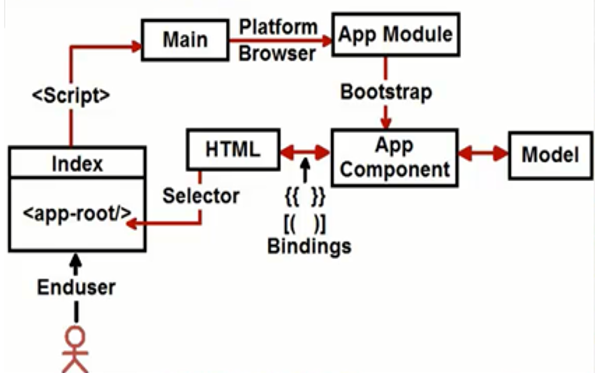 Main
Platform
Browser
App Module
<Script>
Bootstrap
Index
<app-root/>
HTML
Selector
{{ }}
[( )]
Bindings
App
Component
Model
Enduser